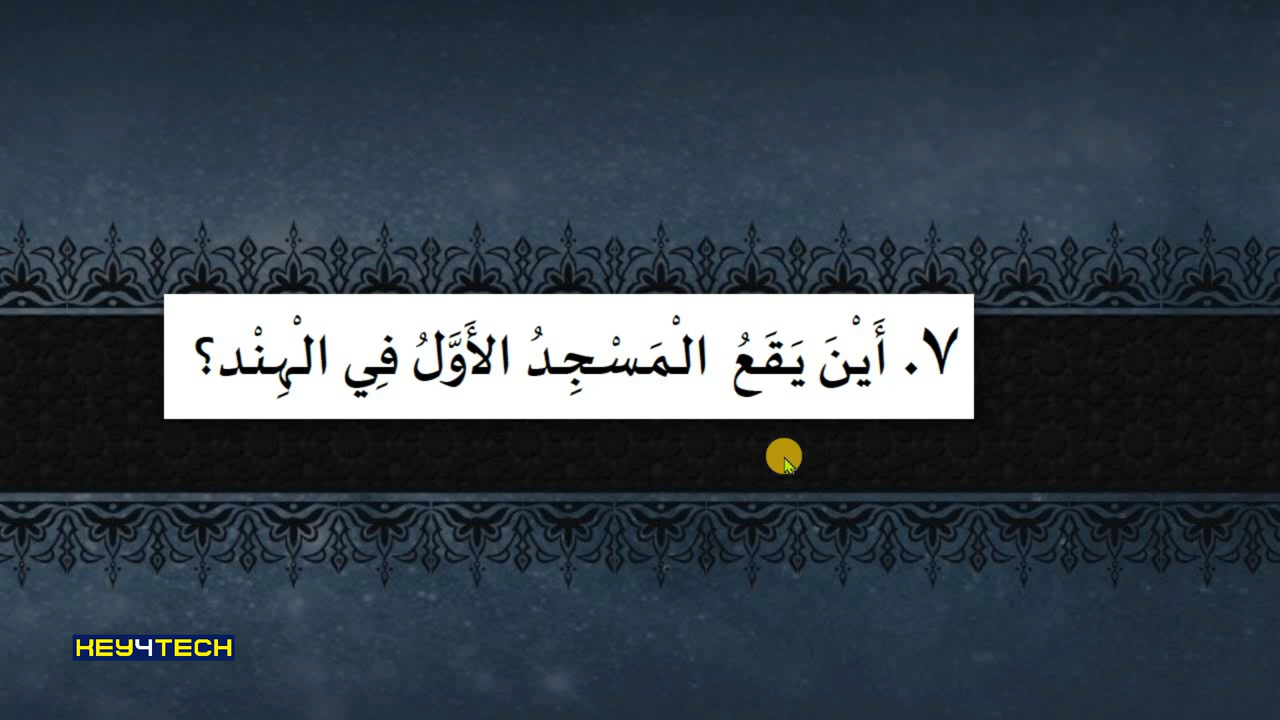 ٧. أَيْنَ يَقَعُ الْمَسْجِدُ الأَوَّلُ فِي الْهِنْد؟
KEY4TECH